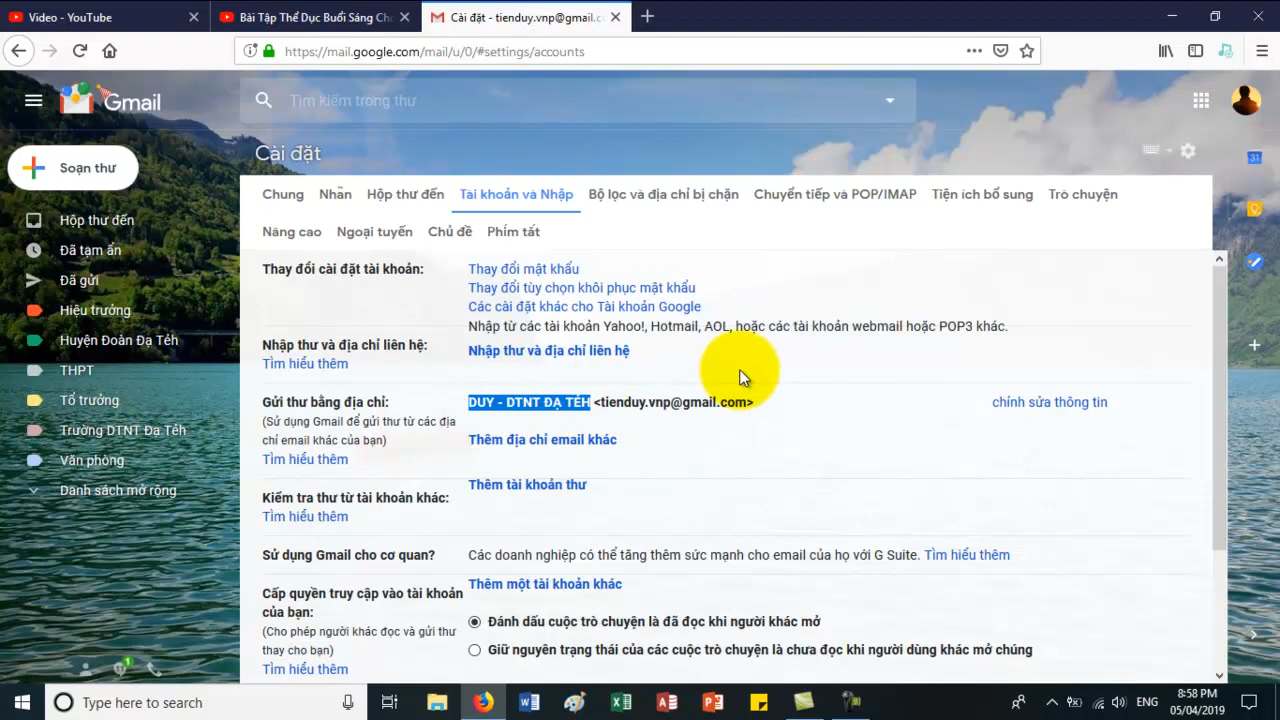 Video - YouTube
Bài Tập Thể Dục Buổi Sáng Ch
Cài đặt - tienduy.vnp@gmail.c
https://mail.google.com/mail/u/0/#settings/accounts
Gmail
Tìm kiếm trong thư
Soạn thư
Cài đặt
31
Chung
Nhãn
Hộp thư đến
Tài khoản và Nhập
Bộ lọc và địa chỉ bị chặn
Chuyển tiếp và POP/IMAP
Tiện ích bổ sung
Trò chuyện
Nâng cao
Ngoại tuyến
Chủ đề
Phím tắt
Hộp thư đến
Đã tạm ẩn
Đã gửi
Hiệu trưởng
Huyện Đoàn Đạ Tẻh
THPT
Tổ trưởng
Trường DTNT Đạ Tẻh
Văn phòng
Danh sách mở rộng
1
Thay đổi cài đặt tài khoản:
Thay đổi mật khẩu
Thay đổi tùy chọn khôi phục mật khẩu
Các cài đặt khác cho Tài khoản Google
Nhập từ các tài khoản Yahoo!, Hotmail, AOL, hoặc các tài khoản webmail hoặc POP3 khác.
Nhập thư và địa chỉ liên hệ:
Nhập thư và địa chỉ liên hệ
Tìm hiểu thêm
Gửi thư bằng địa chỉ:
DUY - DTNT ĐẠ TẺH <tienduy.vnp@gmail.com>
chỉnh sửa thông tin
(Sử dụng Gmail để gửi thư từ các địa
chỉ email khác của bạn)
Thêm địa chỉ email khác
Tìm hiểu thêm
Kiểm tra thư từ tài khoản khác:
Thêm tài khoản thư
Tìm hiểu thêm
Sử dụng Gmail cho cơ quan?
Các doanh nghiệp có thể tăng thêm sức mạnh cho email của họ với G Suite. Tìm hiểu thêm
Cấp quyền truy cập vào tài khoản
của bạn:
Thêm một tài khoản khác
(Cho phép người khác đọc và gửi thư
thay cho bạn)
Đánh dấu cuộc trò chuyện là đã đọc khi người khác mở
Giữ nguyên trạng thái của các cuộc trò chuyện là chưa đọc khi người dùng khác mở chúng
Tìm hiểu thêm
Type here to search
ENG
8:58 PM
05/04/2019